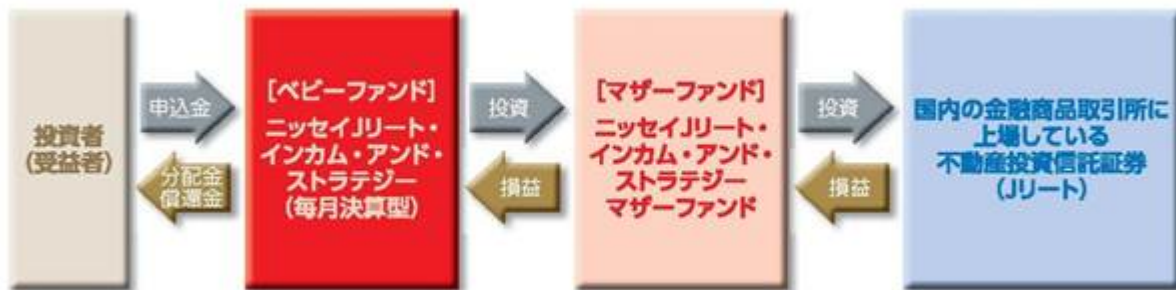 投資者
(受益者)
申込金
分配金
償還金
[ベビーファンド]
ニッセイJリート・
インカム・アンド・
ストラテジー
(毎月決算型)
投資
損益
[マザーファンド]
ニッセイJリート・
インカム・アンド・
ストラテジー
マザーファンド
投資
損益
国内の金融商品取引所に
上場している
不動産投資信託証券
(Jリート)